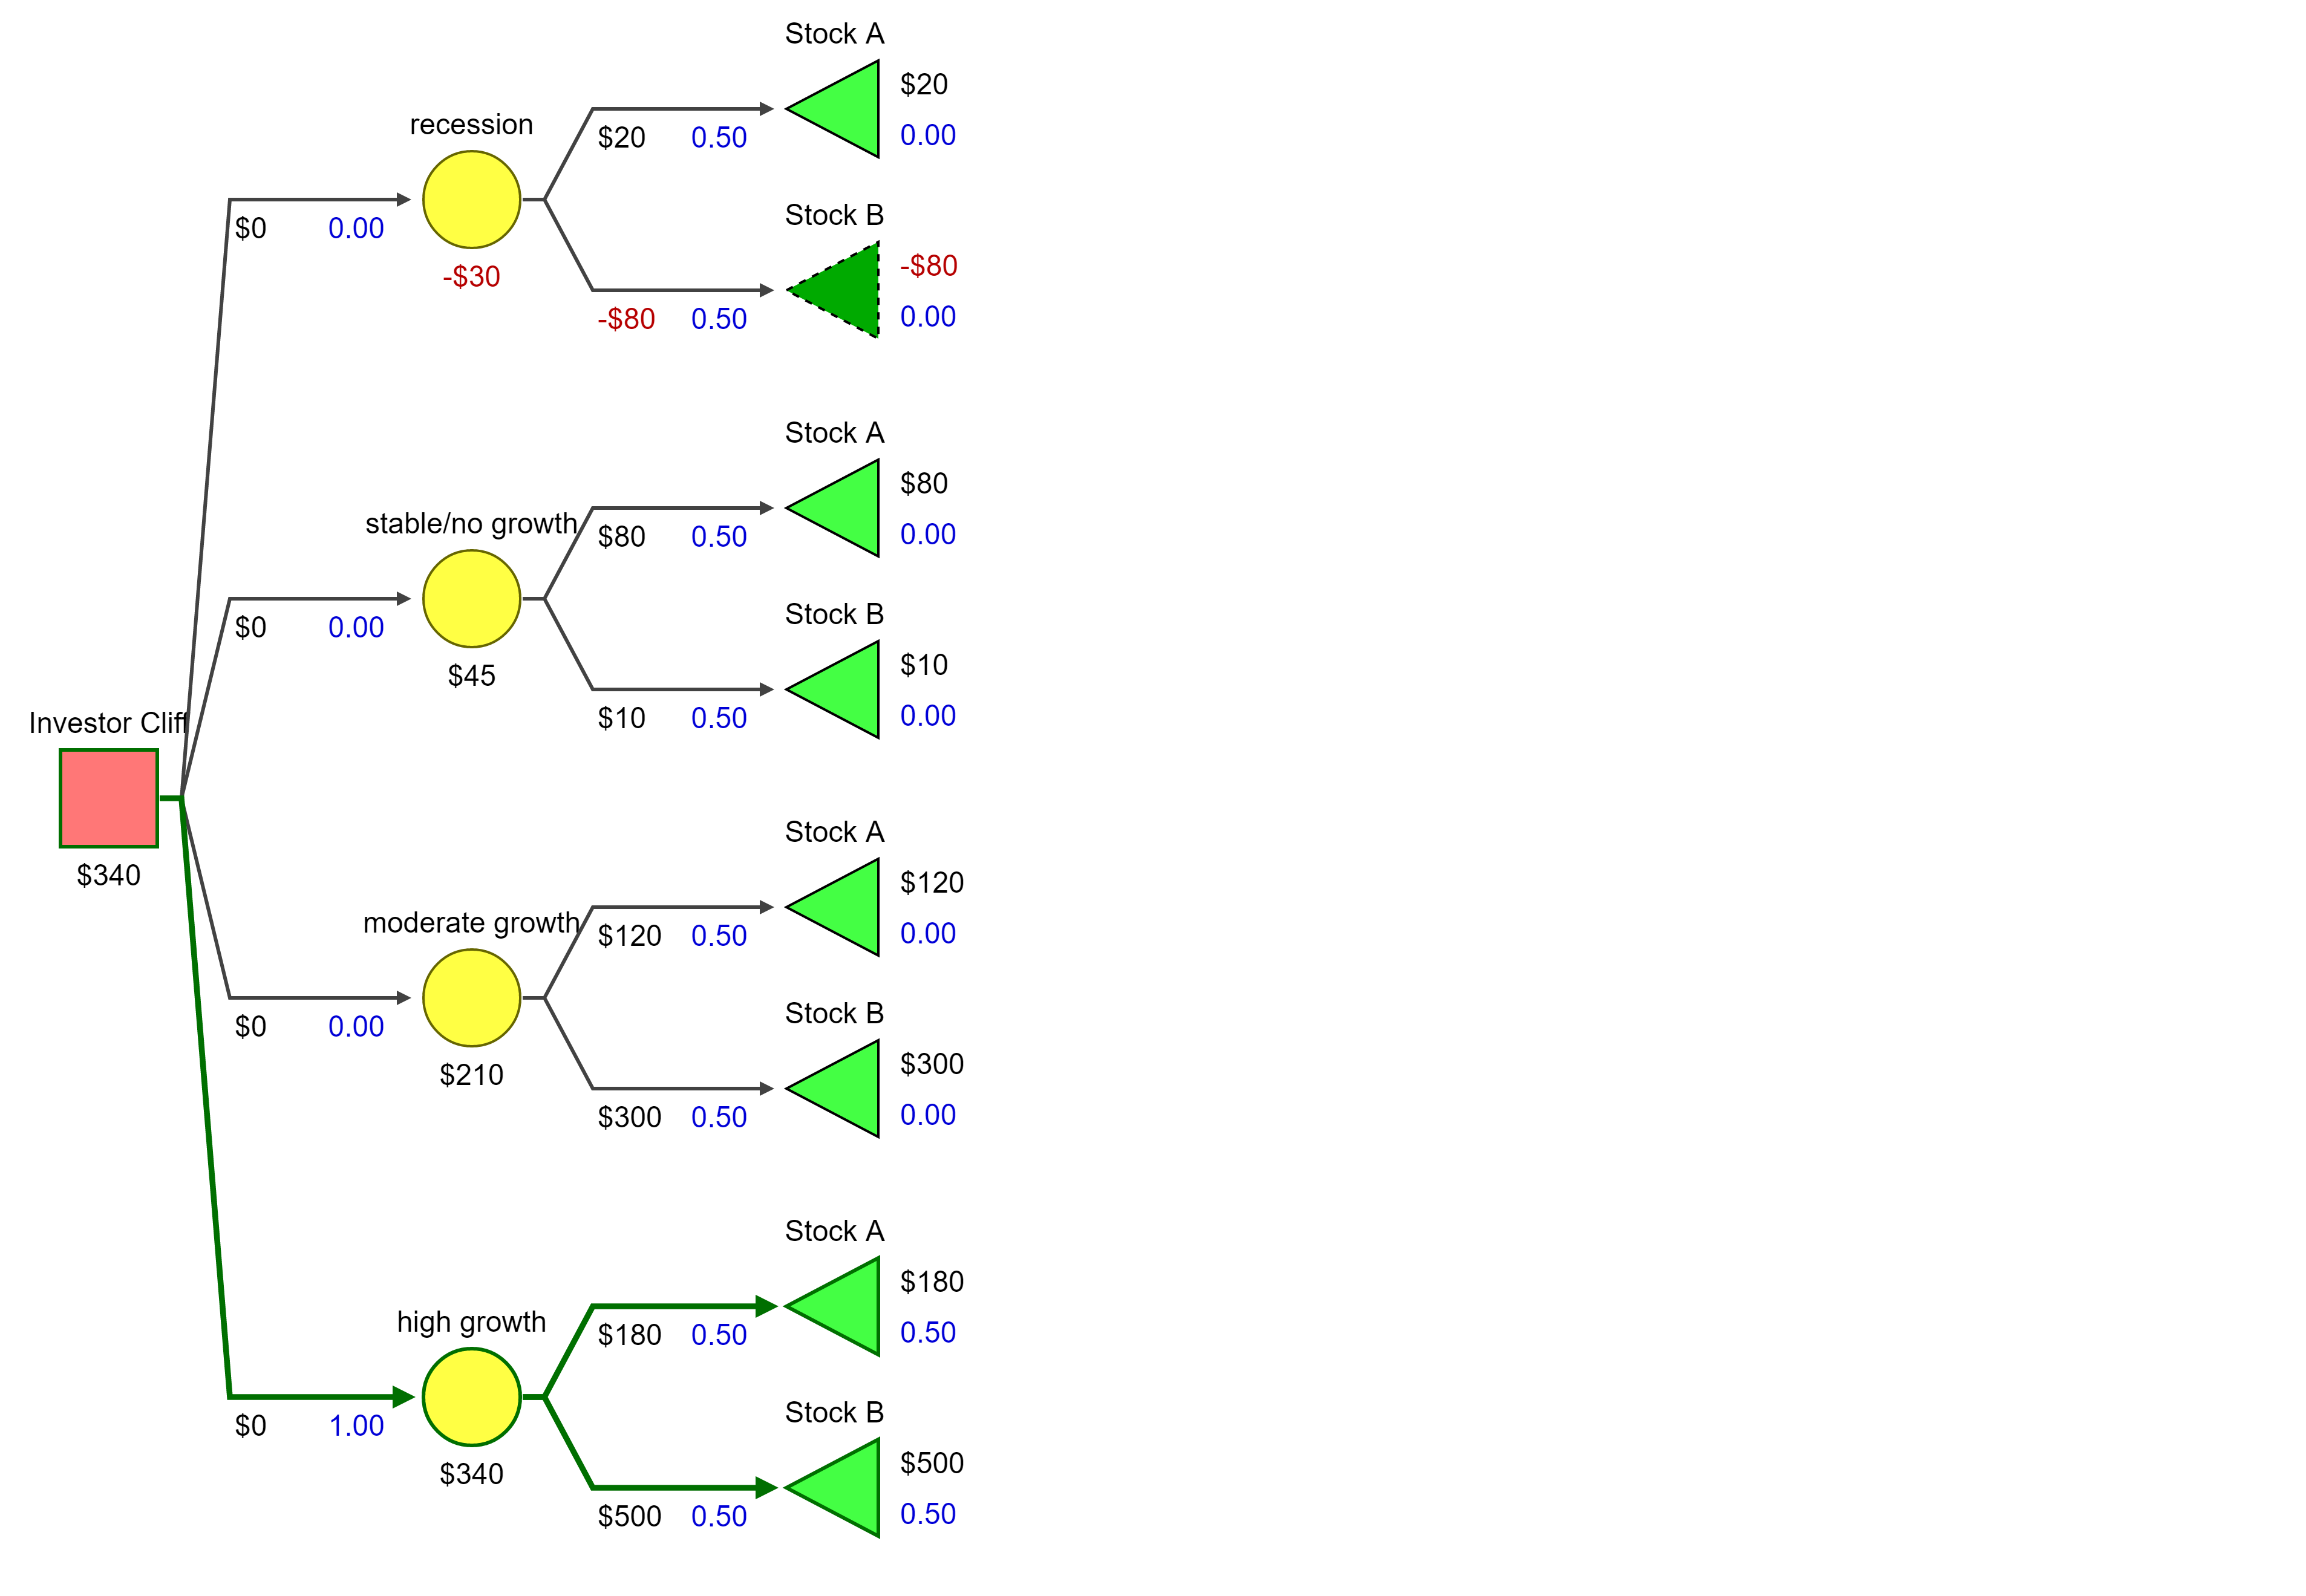 Stock A
$20
0.00
recession
$20 0.50
Stock B
-$80
0.00
$0 0.00
-$30
-$80 0.50
Stock A
$80
0.00
stable/no growth
$80 0.50
Stock B
$10
0.00
$0 0.00
$45
$10 0.50
Investor Cliff
$340
Stock A
$120
0.00
moderate growth
$120 0.50
Stock B
$300
0.00
$0 0.00
$210
$300 0.50
Stock A
$180
0.50
high growth
$180 0.50
Stock B
$500
0.50
$0 1.00
$340
$500 0.50